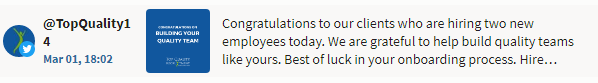 @TopQuality1
4
Mar 01, 18:02
CONGRATULATIONS ON
BUILDING YOUR
QUALITY TEAM
TOP QUALITY
Congratulations to our clients who are hiring two new
employees today. We are grateful to help build quality teams
like yours. Best of luck in your onboarding process. Hire…